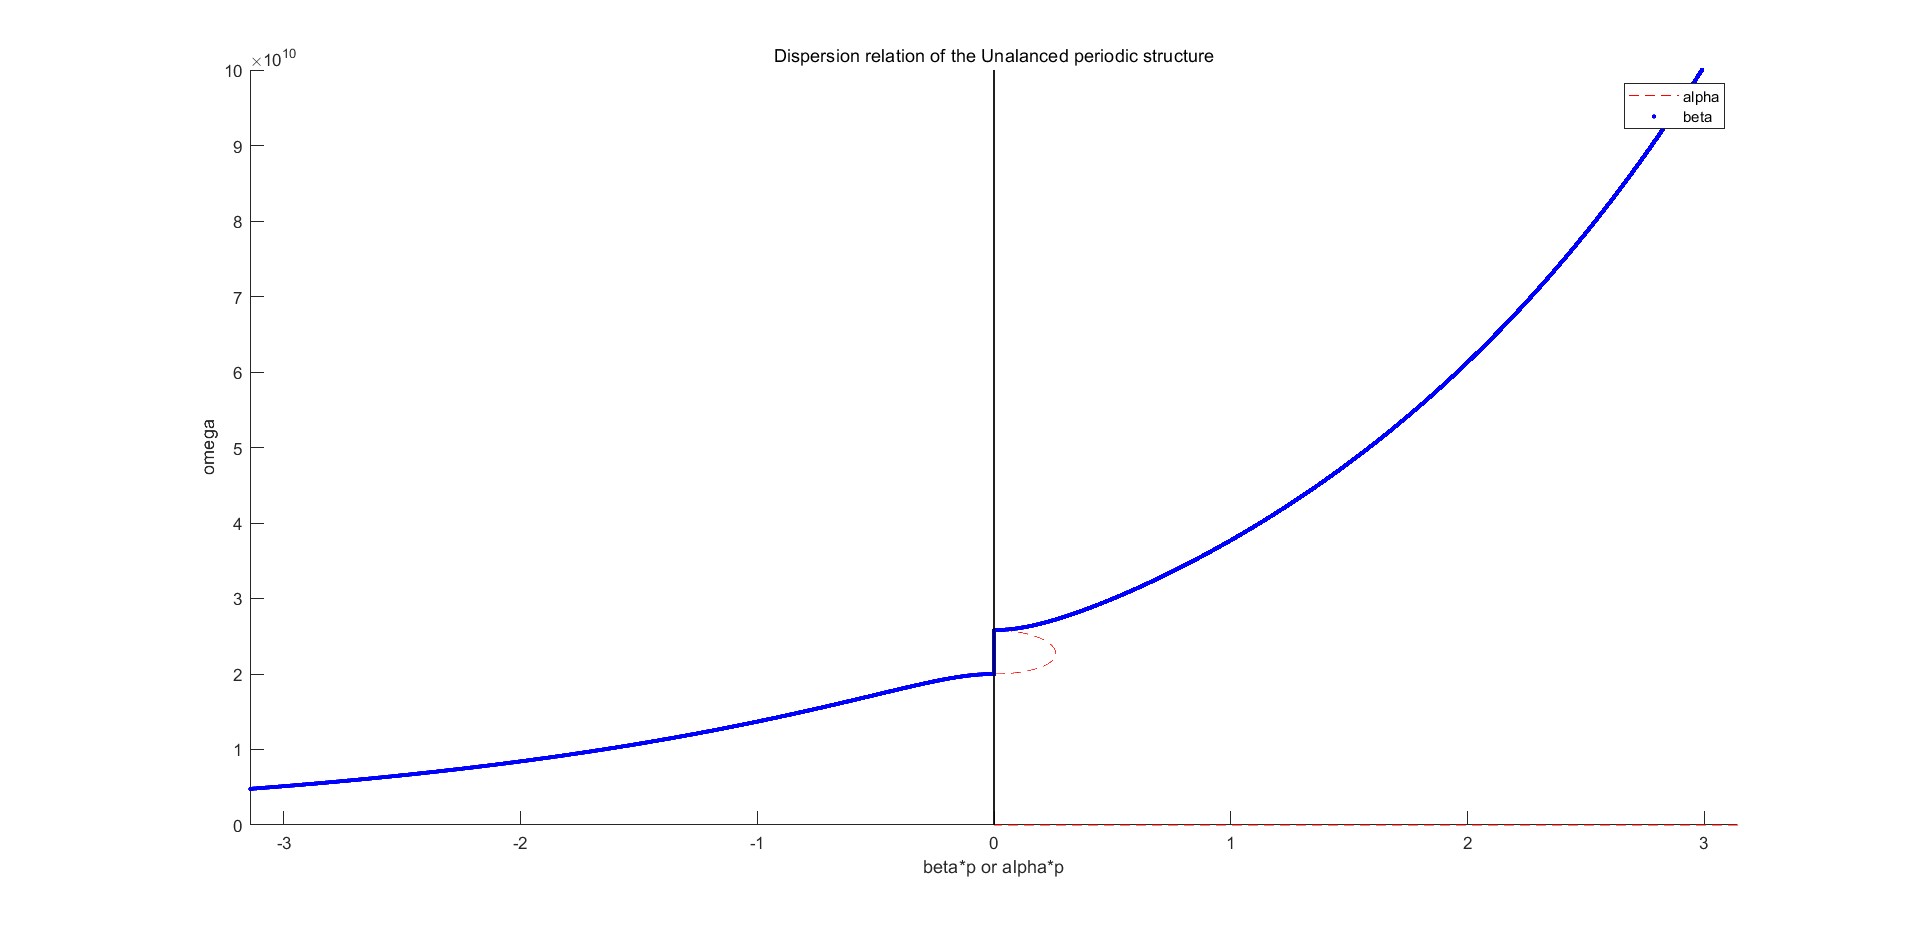 Dispersion relation of the Unalanced periodic structure
×10^10
10
9
8
7
6
5
4
3
2
1
0
omega
alpha
beta
-3 -2 -1 0 1 2 3
beta*p or alpha*p